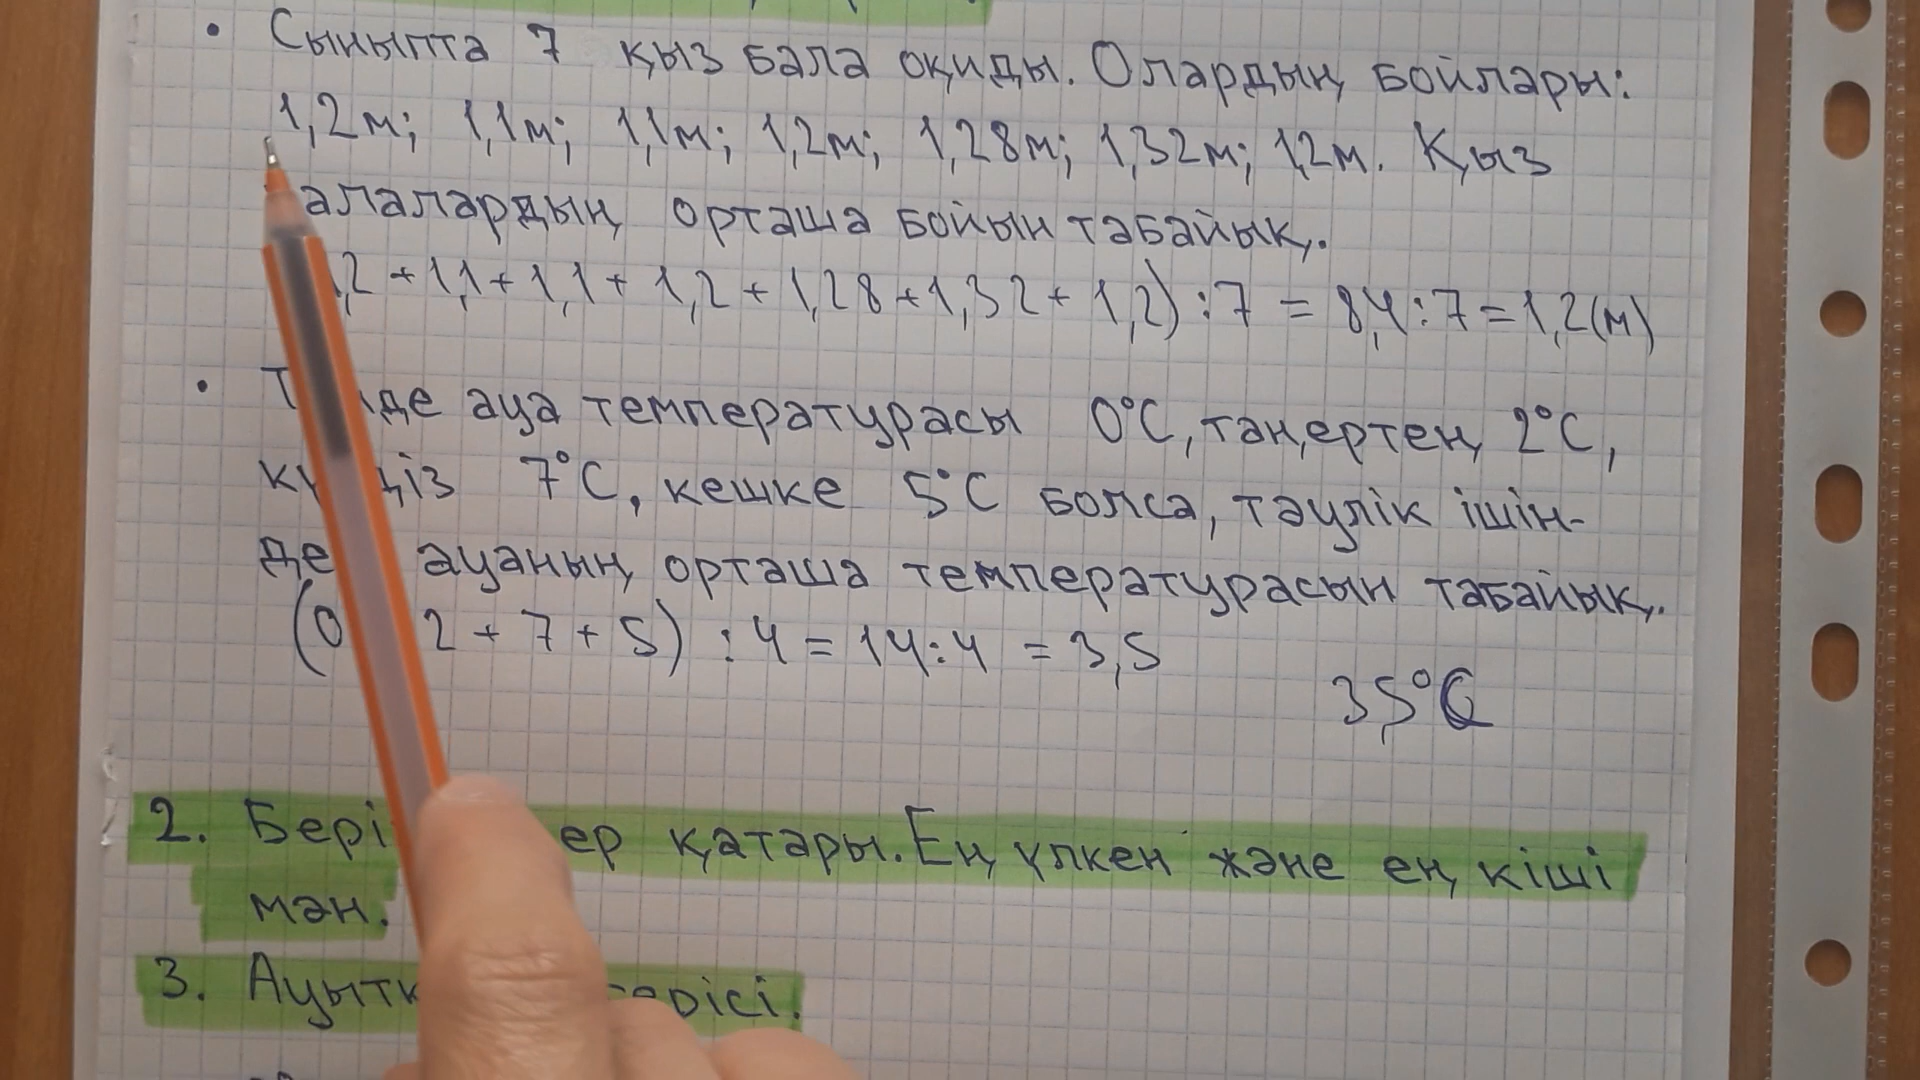 • Сыныпта 7 қыз бала оқиды. Олардың бойлары:
1,2м; 1,1м; 1,1м; 1,2м; 1,28м; 1,32м; 1,2м. Қыз
алалардың орташа бойын табайық.
,2 + 1,1 + 1,1 + 1,2 + 1,28 + 1,32 + 1,2) : 7 = 8,4 : 7 = 1,2(м)
• ауа температурасы 0°C, таңертең 2°C,
7°C, кешке 5°C болса, тәулік ішін-
де ауаның орташа температурасын табайық.
(0 2 + 7 + 5) : 4 = 14 : 4 = 3,5
3,5°C
2. Бері ер қатары. Ең үлкен және ең кіші
мән.
3. Ауытқ